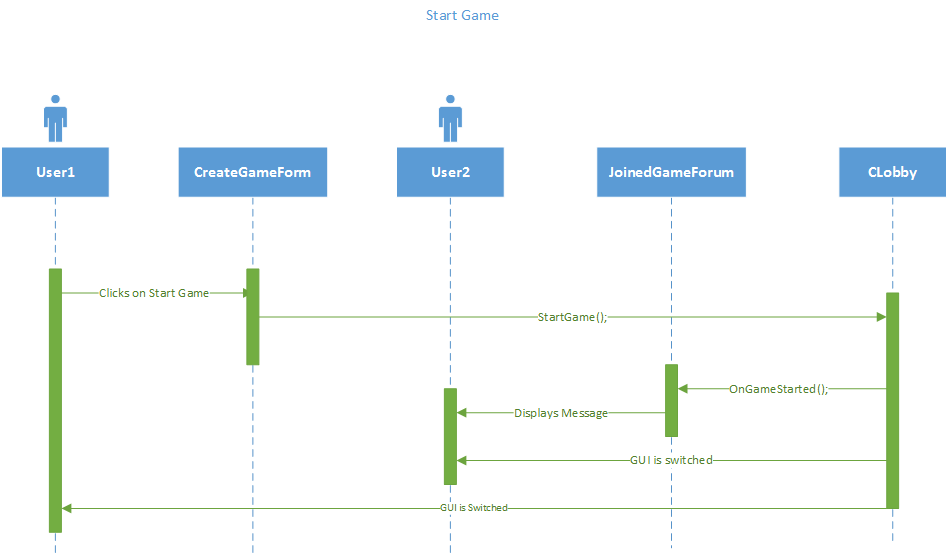 Start Game
User1
CreateGameForm
User2
JoinedGameForum
CLobby
Clicks on Start Game
StartGame();
OnGameStarted();
Displays Message
GUI is switched
GUI is Switched